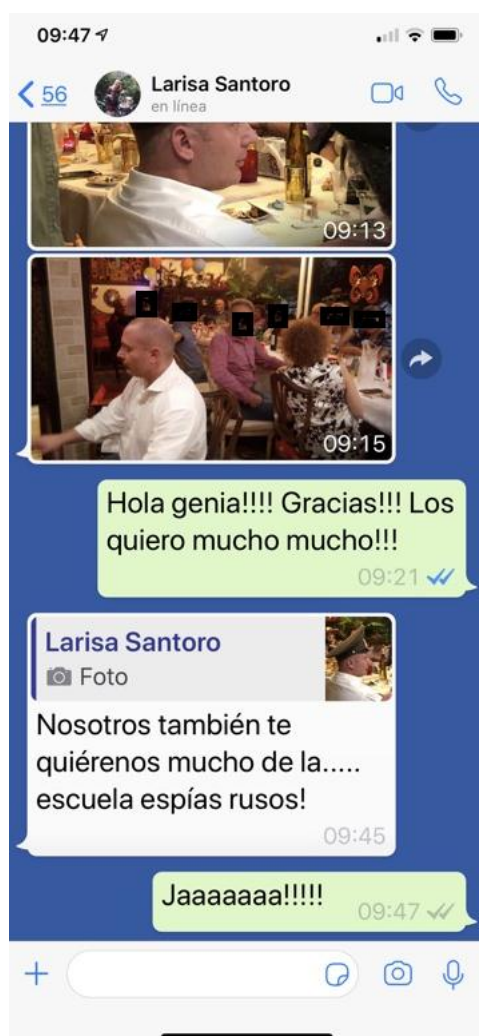 09:47
56
Larisa Santoro
en línea
09:13
09:15
Hola genia!!!! Gracias!!! Los
quiero mucho mucho!!!
09:21
Larisa Santoro
Foto
Nosotros también te
quiérenos mucho de la.....
escuela espías rusos!
09:45
Jaaaaaaa!!!!!
09:47